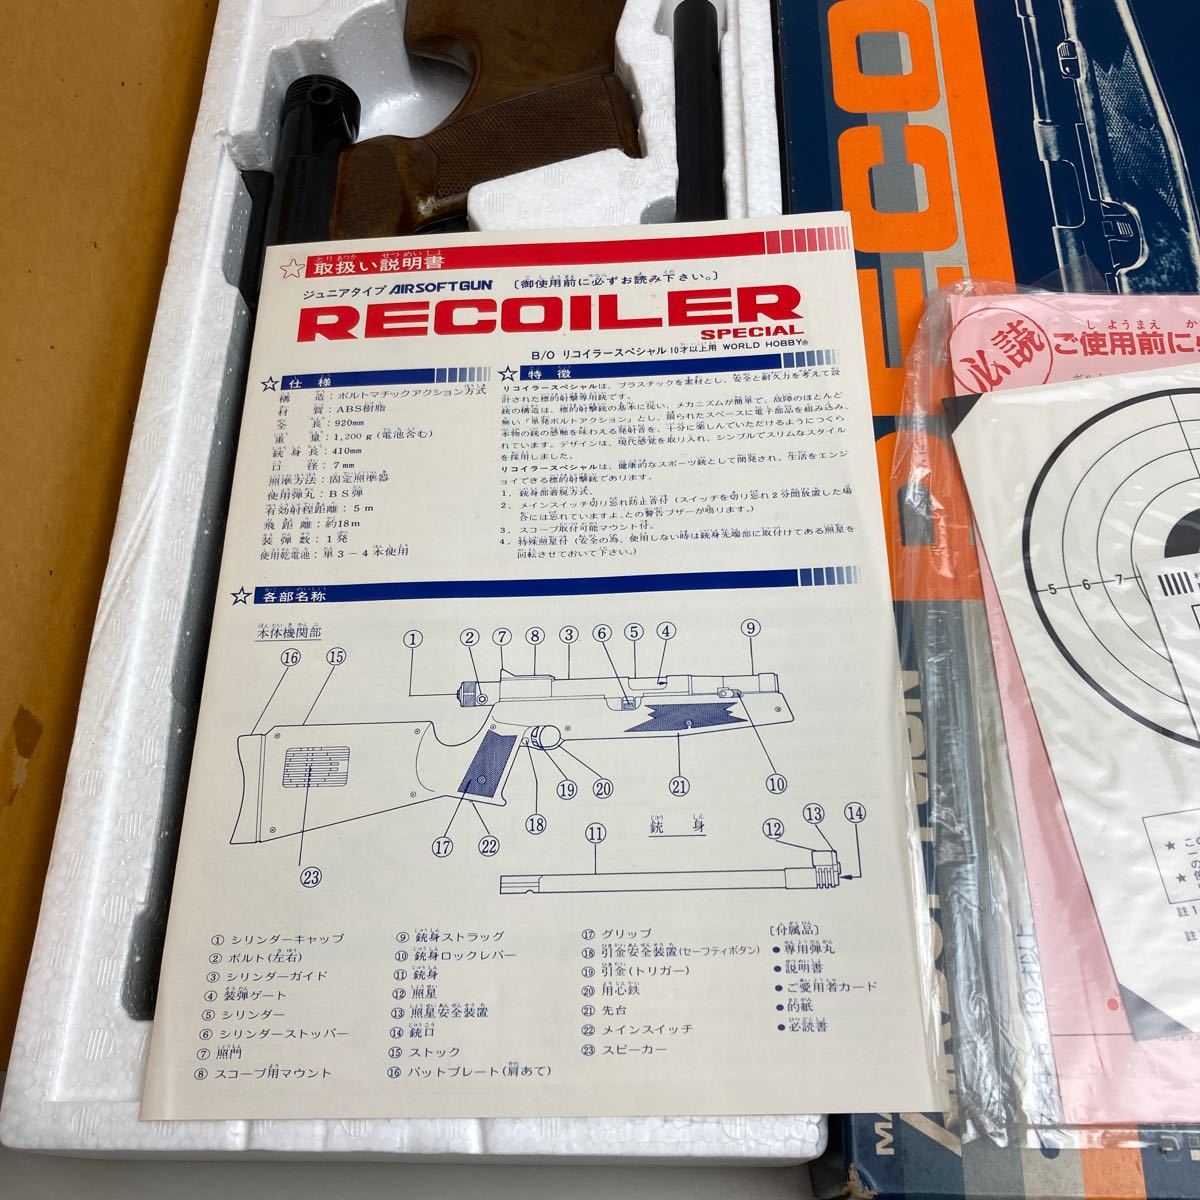 取扱い説明書
ジュニアタイプ AIRSOFTGUN 〔御使用前に必ずお読み下さい。〕
RECOILER
SPECIAL
B/O リコイラースペシャル 10才以上用 WORLD HOBBY®
仕様
構造：ボルトマチックアクション方式
材質：ABS樹脂
全長：920mm
重量：1,200g(電池含む)
銃身長：410mm
口径：7mm
照準方法：固定照準器
使用弾丸：BS弾
有効射程距離：5m
飛距離：約18m
装弾数：1発
使用乾電池：単3－4本使用
特徴
リコイラースペシャルは、プラスチックを素材とし、安全と耐久力を考えて設
計された標的射撃専用銃です。
銃の構造は、標的射撃銃の基本に従い、メカニズムが簡単で、故障のほとんど
無い「単発ボルトアクション」とし、限られたスペースに電子部品を組み込み、
本物の銃の感触を味わえる発射音を、十分に楽しんでいただけるようにつくら
れています。デザインは、現代感覚を取り入れ、シンプルでスリムなスタイル
を採用しました。
リコイラースペシャルは、健康的なスポーツ銃として開発され、生活をエンジ
ョイできる標的射撃銃であります。
1．銃身部着脱方式。
2．メインスイッチ切り忘れ防止音付(スイッチを切り忘れ2分間放置した場
合には忘れていますよ、との警告ブザーが鳴ります。)
3．スコープ取付可能マウント付。
4．特殊照星付(安全の為、使用しない時は銃身先端部に取付けてある照星を
回転させておいて下さい。)
各部名称
本体機関部
① ② ⑦ ⑧ ③ ⑥ ⑤ ④ ⑨
⑯ ⑮
⑲ ⑳ ㉑ ⑩
⑱ ⑰ ㉒ ㉓
銃身
⑪ ⑫ ⑬ ⑭
① シリンダーキャップ
② ボルト(左右)
③ シリンダーガイド
④ 装弾ゲート
⑤ シリンダー
⑥ シリンダーストッパー
⑦ 照門
⑧ スコープ用マウント
⑨ 銃身ストラッグ
⑩ 銃身ロックレバー
⑪ 銃身
⑫ 照星
⑬ 照星安全装置
⑭ 銃口
⑮ ストック
⑯ バットプレート(肩あて)
⑰ グリップ
⑱ 引金安全装置(セーフティボタン)
⑲ 引金(トリガー)
⑳ 用心鉄
㉑ 先台
㉒ メインスイッチ
㉓ スピーカー
〔付属品〕
●専用弾丸
●説明書
●ご愛用者カード
●的紙
●必読書
必読
ご使用前に
5-6-7
註1
註